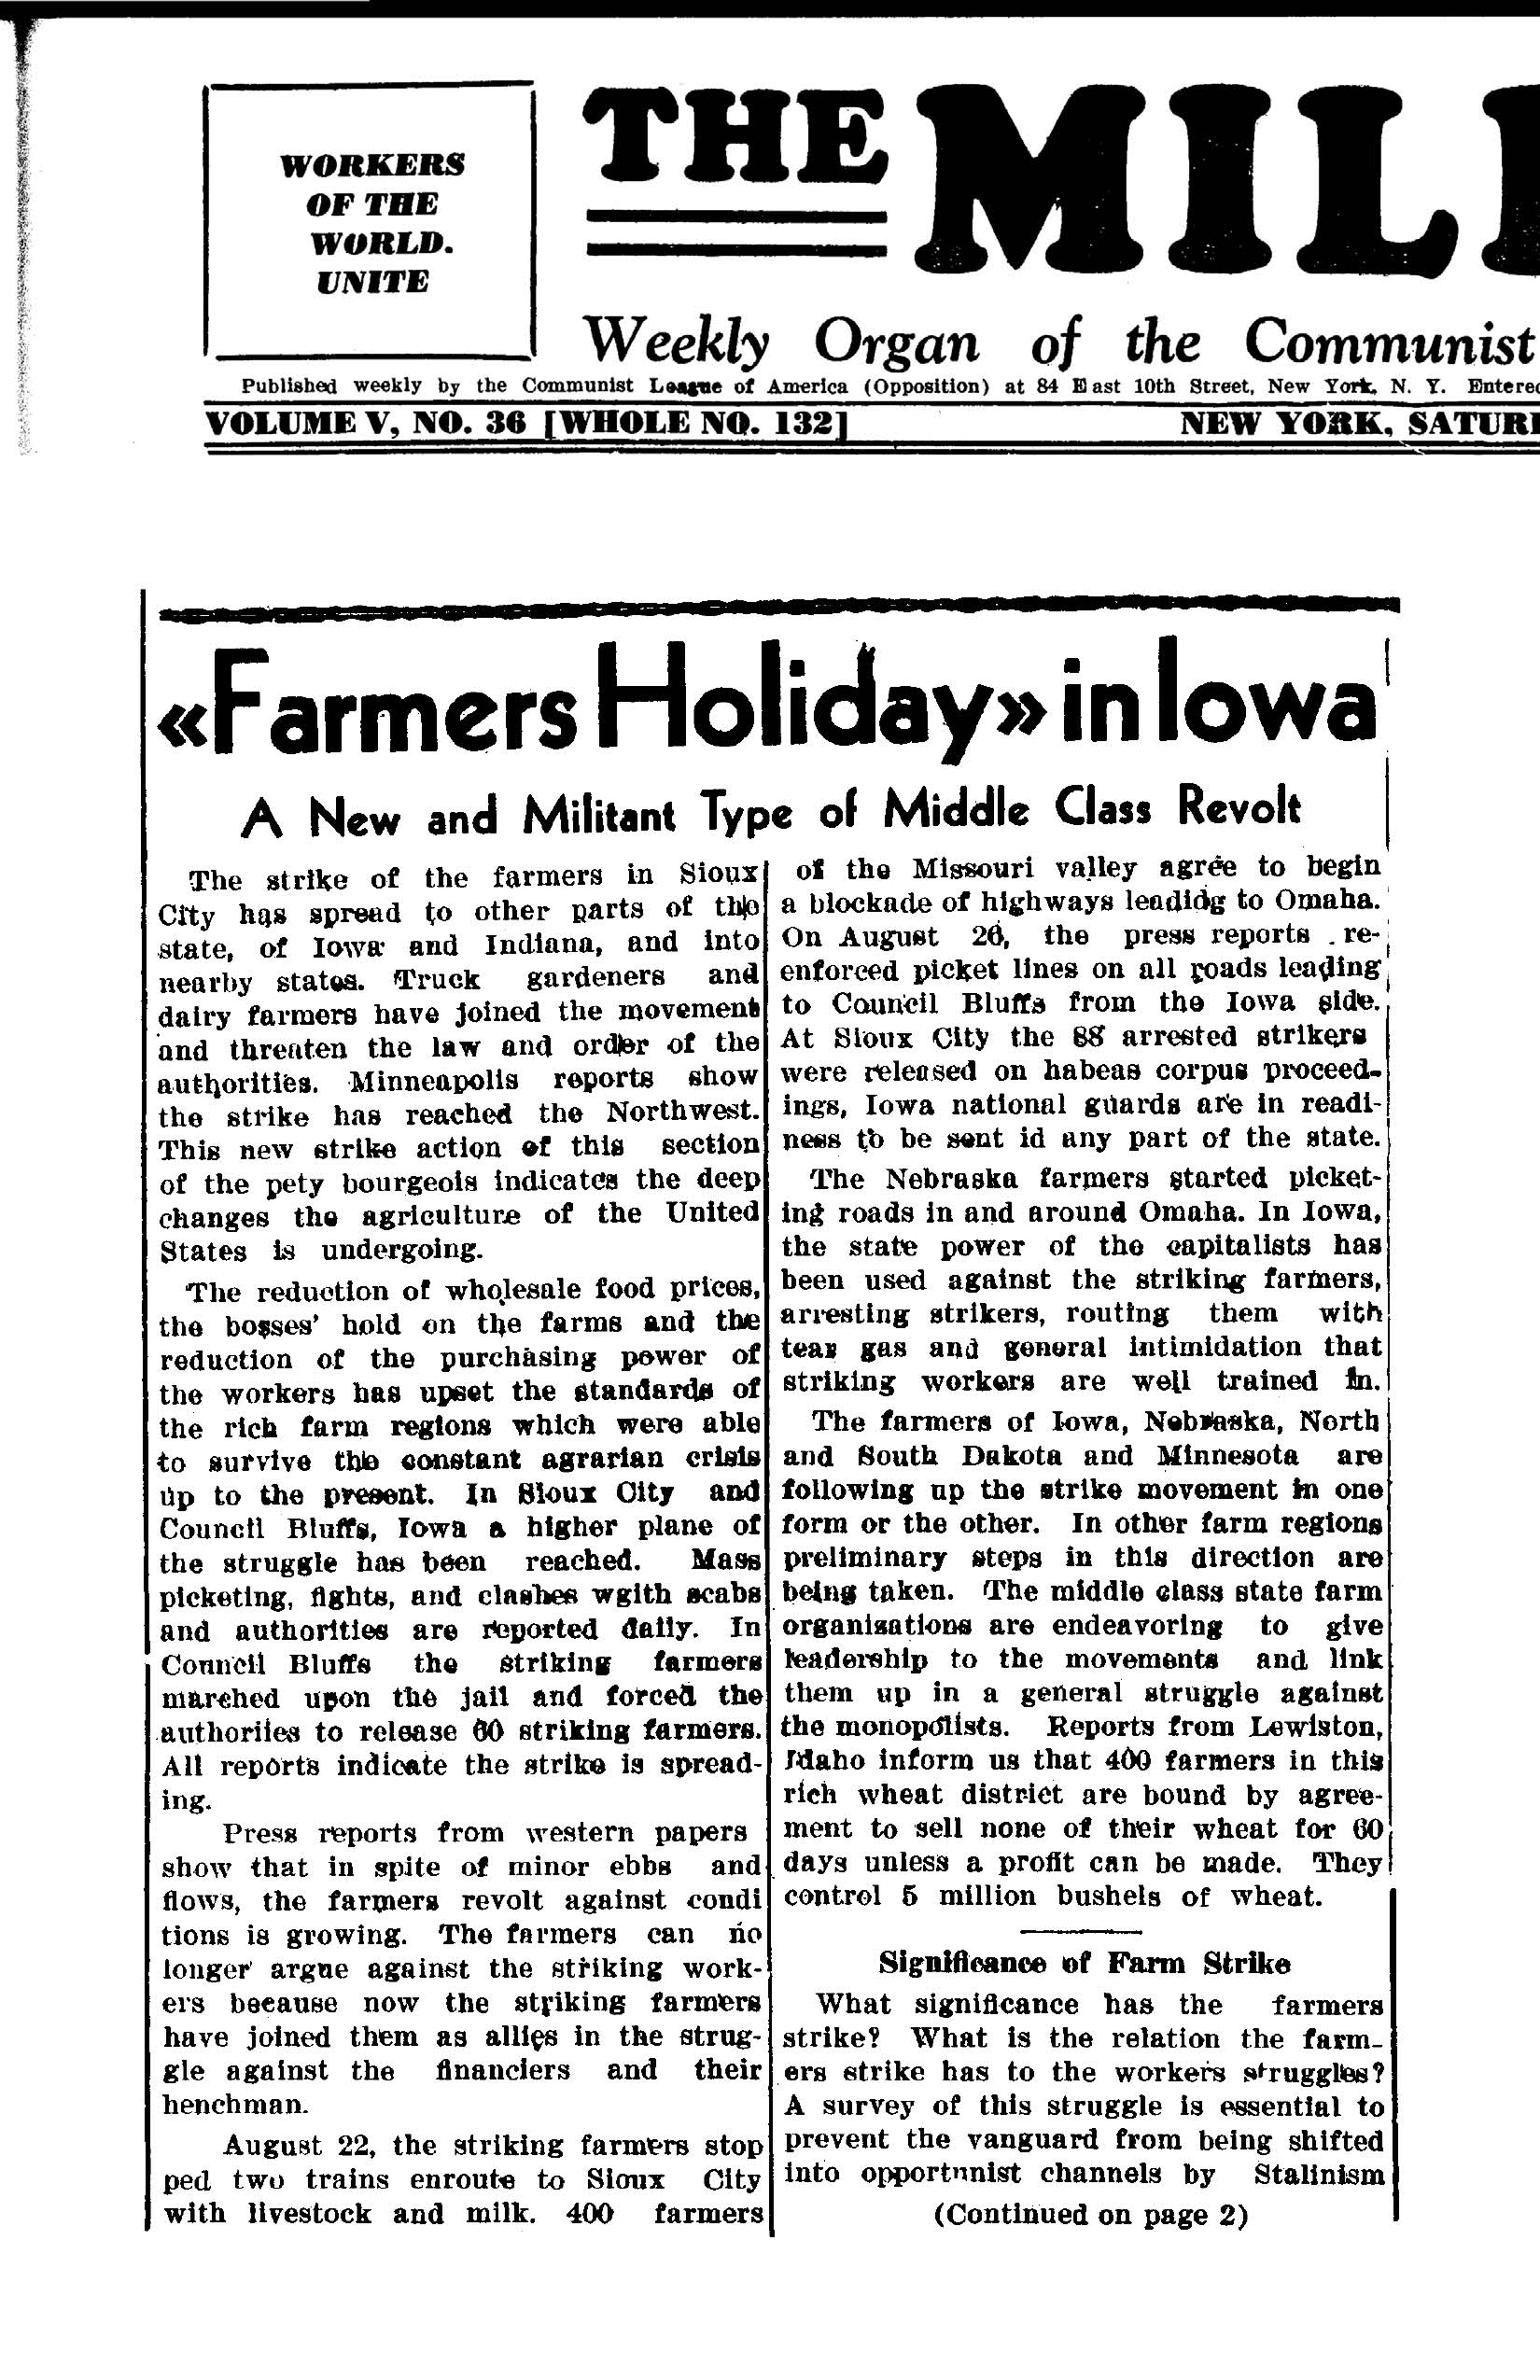 WORKERS
OF THE
WORLD.
UNITE
THE MILI
Weekly Organ of the Communist
Published weekly by the Communist League of America (Opposition) at 84 East 10th Street, New York, N. Y. Entered
VOLUME V, NO. 36 [WHOLE NO. 132]
NEW YORK, SATURD
«Farmers Holiday» in Iowa
A New and Militant Type of Middle Class Revolt
The strike of the farmers in Sioux
City has spread to other parts of the
state, of Iowa and Indiana, and into
nearby states. Truck gardeners and
dairy farmers have joined the movement
and threaten the law and order of the
authorities. Minneapolis reports show
the strike has reached the Northwest.
This new strike action of this section
of the pety bourgeois indicates the deep
changes the agriculture of the United
States is undergoing.
The reduction of wholesale food prices,
the bosses' hold on the farms and the
reduction of the purchasing power of
the workers has upset the standards of
the rich farm regions which were able
to survive the constant agrarian crisis
up to the present. In Sioux City and
Council Bluffs, Iowa a higher plane of
the struggle has been reached. Mass
picketing, fights, and clashes wgith scabs
and authorities are reported daily. In
Council Bluffs the striking farmers
marched upon the jail and forced the
authoriies to release 60 striking farmers.
All reports indicate the strike is spread-
ing.
Press reports from western papers
show that in spite of minor ebbs and
flows, the farmers revolt against condi
tions is growing. The farmers can no
longer argue against the striking work-
ers because now the striking farmers
have joined them as allies in the strug-
gle against the financiers and their
henchman.
August 22, the striking farmers stop
ped two trains enroute to Sioux City
with livestock and milk. 400 farmers
of the Missouri valley agree to begin
a blockade of highways leadidg to Omaha.
On August 26, the press reports re-
enforced picket lines on all roads leading
to Council Bluffs from the Iowa side.
At Sioux City the 88 arrested strikers
were released on habeas corpus proceed-
ings, Iowa national guards are in readi-
ness to be sent id any part of the state.
The Nebraska farmers started picket-
ing roads in and around Omaha. In Iowa,
the state power of the capitalists has
been used against the striking farmers,
arresting strikers, routing them with
tear gas and general intimidation that
striking workers are well trained in.
The farmers of Iowa, Nebraska, North
and South Dakota and Minnesota are
following up the strike movement in one
form or the other. In other farm regions
preliminary steps in this direction are
being taken. The middle class state farm
organisations are endeavoring to give
leadership to the movements and link
them up in a general struggle against
the monopolists. Reports from Lewiston,
Idaho inform us that 400 farmers in this
rich wheat district are bound by agree-
ment to sell none of their wheat for 60
days unless a profit can be made. They
control 5 million bushels of wheat.
Significance of Farm Strike
What significance has the farmers
strike? What is the relation the farm-
ers strike has to the workers struggles?
A survey of this struggle is essential to
prevent the vanguard from being shifted
into opportunist channels by Stalinism
(Continued on page 2)